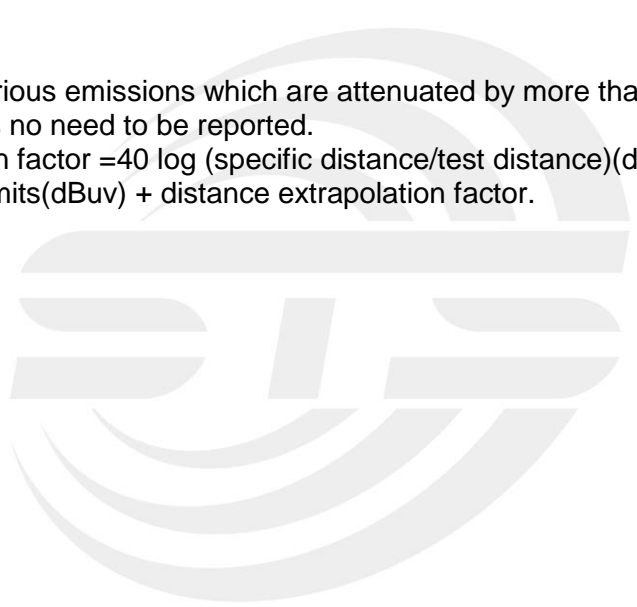 rious emissions which are attenuated by more tha
s no need to be reported.
n factor =40 log (specific distance/test distance)(d
mits(dBuv) + distance extrapolation factor.
STS